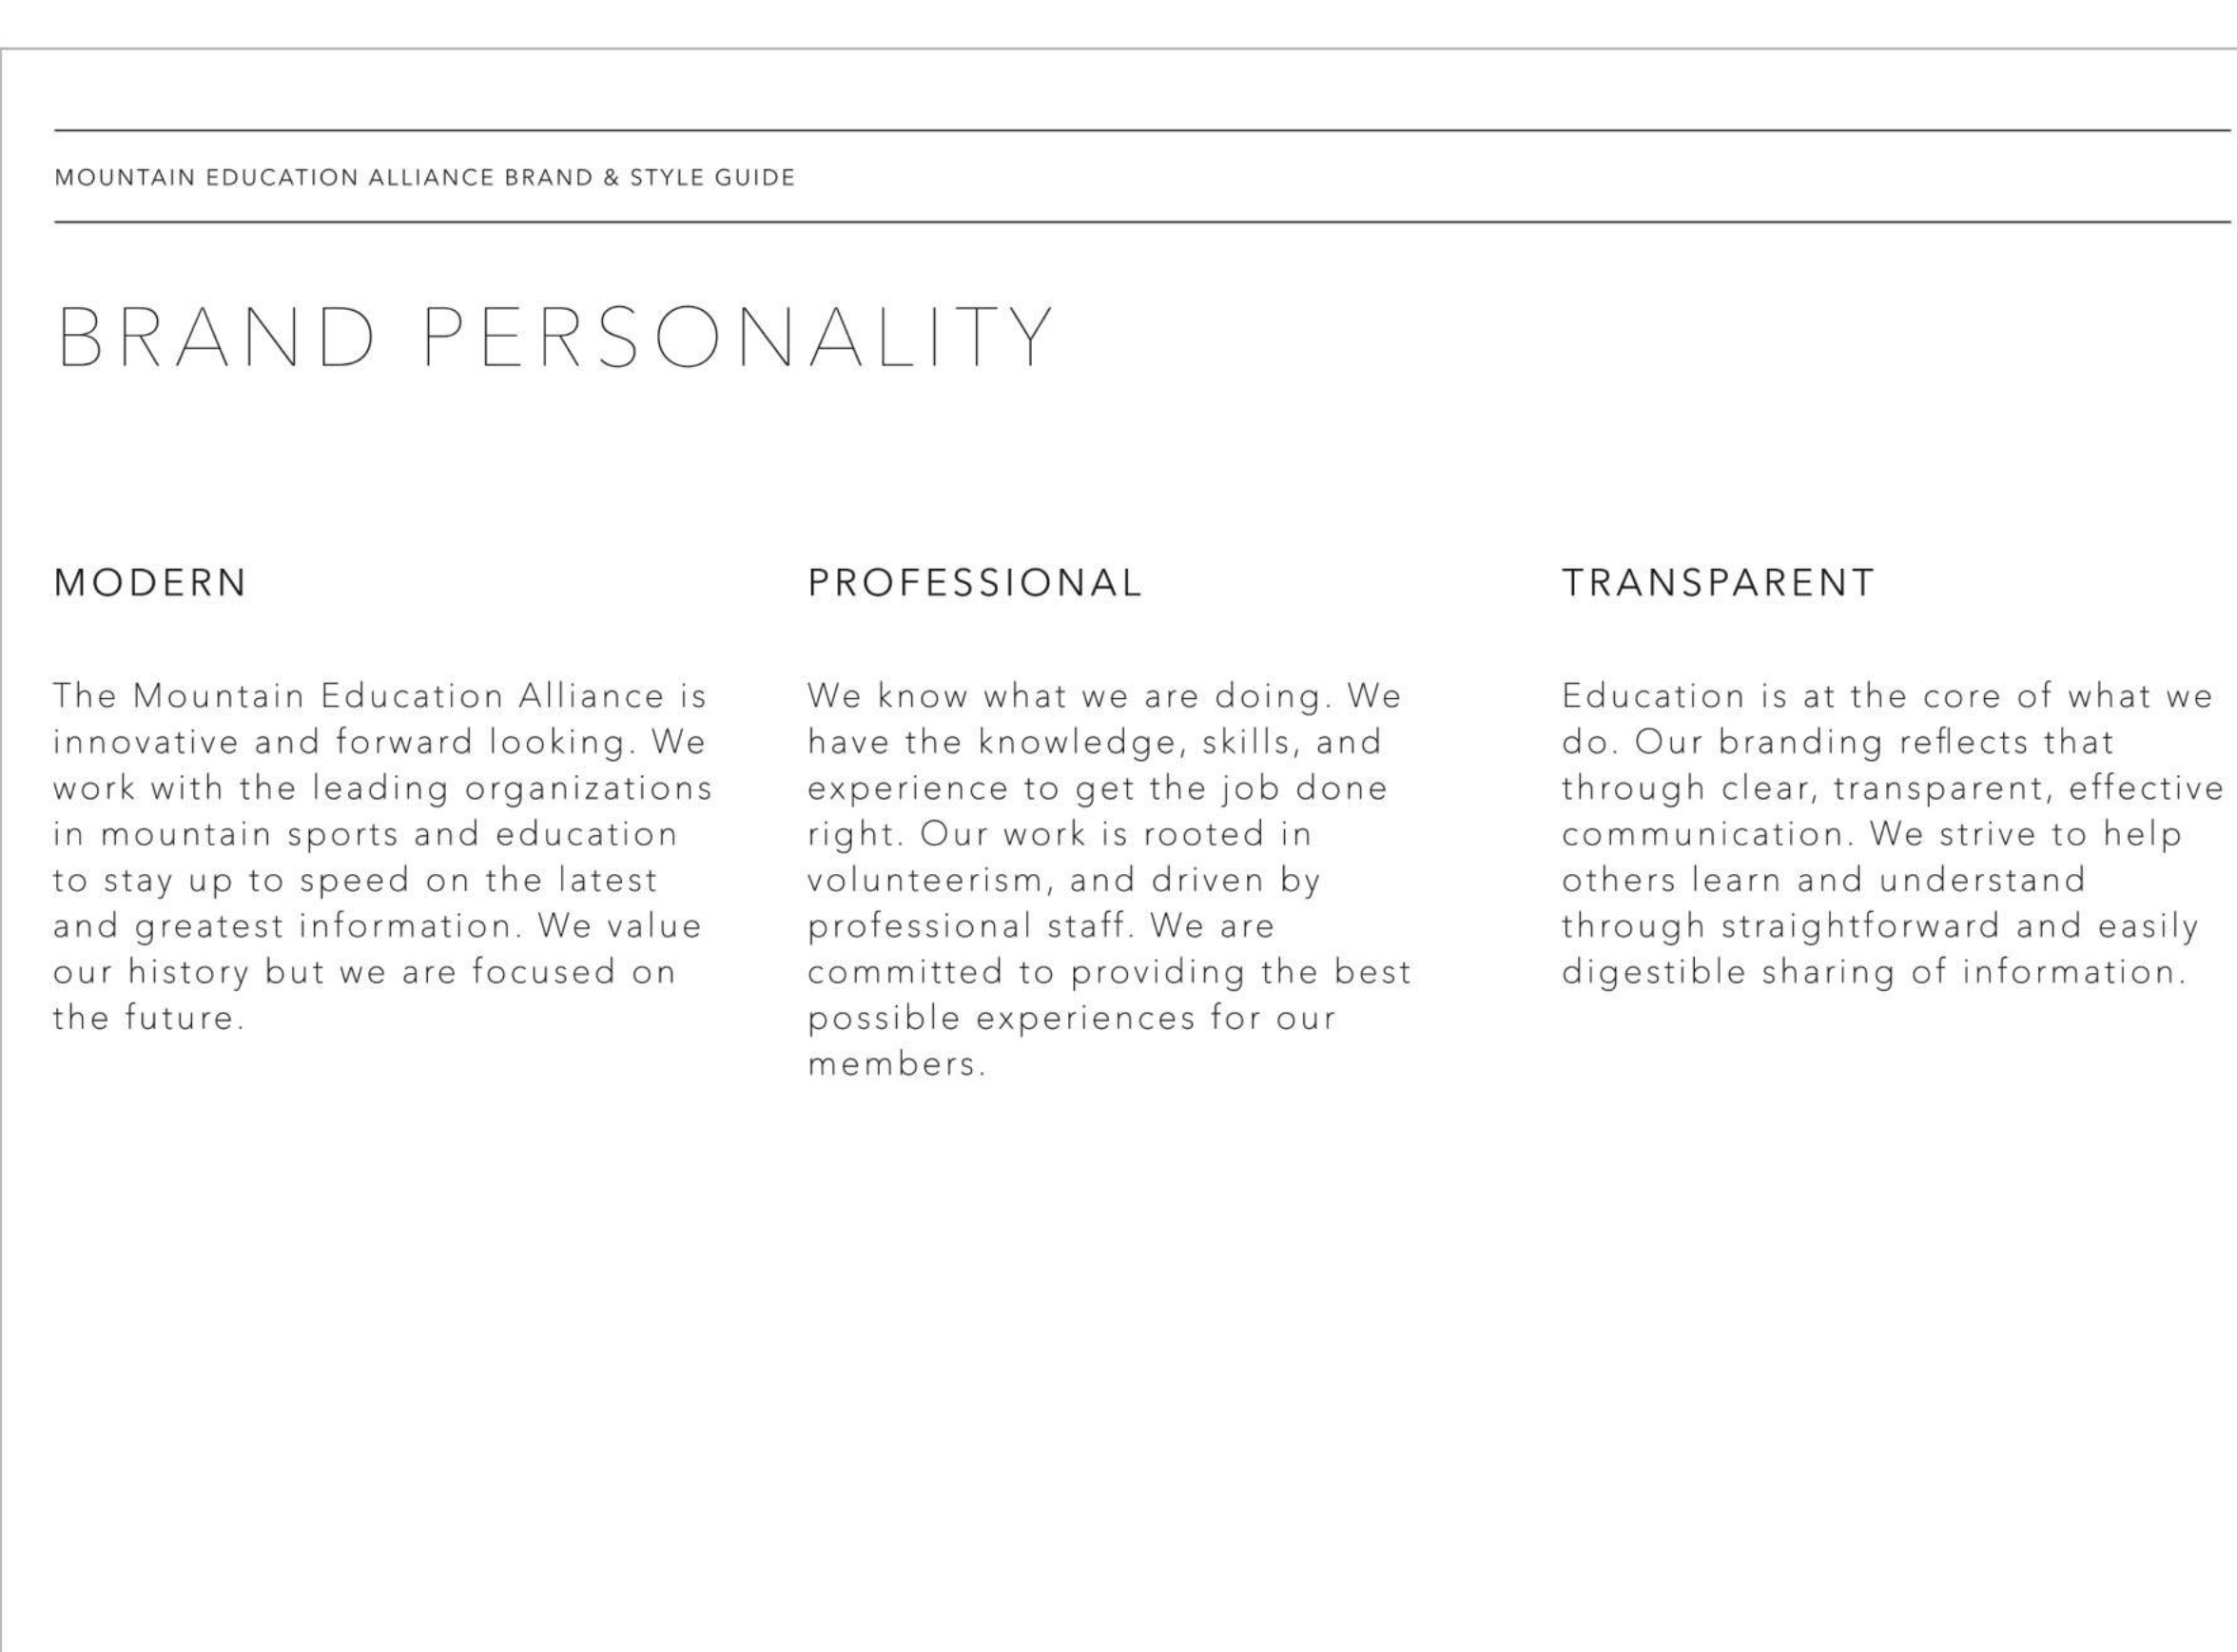 MOUNTAIN EDUCATION ALLIANCE BRAND & STYLE GUIDE
BRAND PERSONALITY
MODERN
The Mountain Education Alliance is
innovative and forward looking. We
work with the leading organizations
in mountain sports and education
to stay up to speed on the latest
and greatest information. We value
our history but we are focused on
the future.
PROFESSIONAL
We know what we are doing. We
have the knowledge, skills, and
experience to get the job done
right. Our work is rooted in
volunteerism, and driven by
professional staff. We are
committed to providing the best
possible experiences for our
members.
TRANSPARENT
Education is at the core of what we
do. Our branding reflects that
through clear, transparent, effective
communication. We strive to help
others learn and understand
through straightforward and easily
digestible sharing of information.